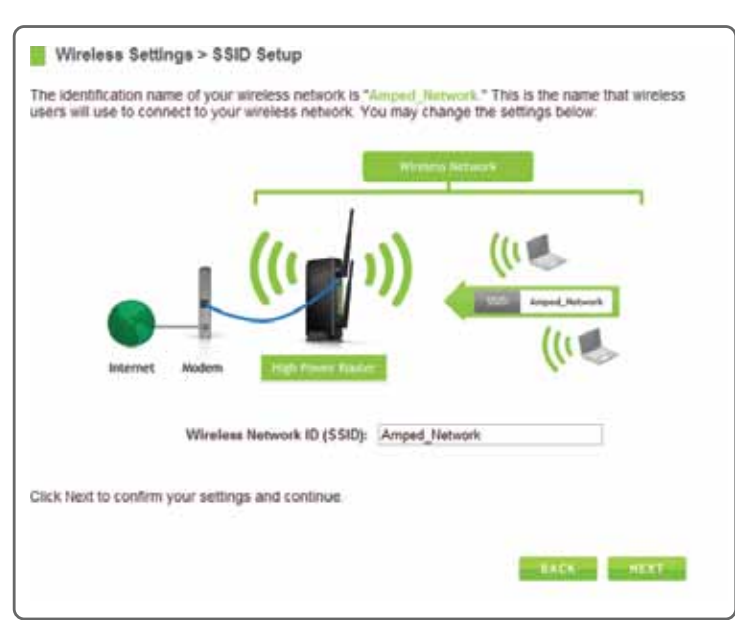 Wireless Settings > SSID Setup
The identification name of your wireless network is "Amped_Network." This is the name that wireless
users will use to connect to your wireless network. You may change the settings below:
Wireless Network
SSID: Amped_Network
Internet
Modem
High Power Router
Wireless Network ID (SSID): Amped_Network
Click Next to confirm your settings and continue.
BACK
NEXT